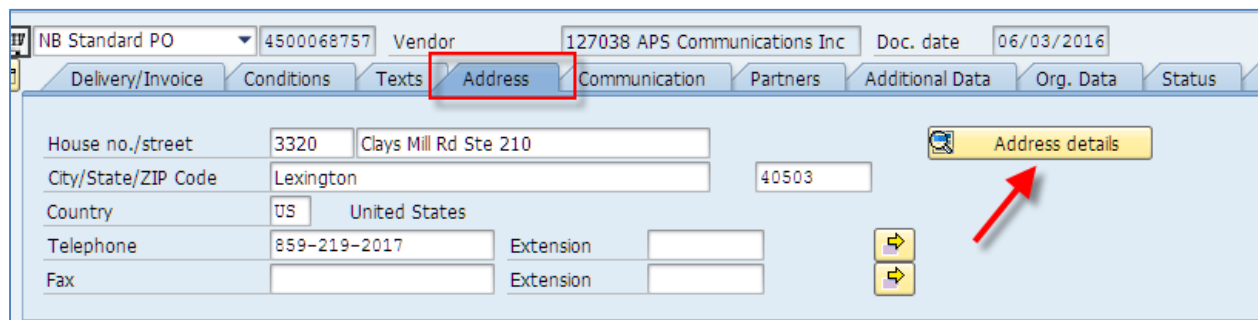 NB Standard PO 4500068757 Vendor 127038 APS Communications Inc Doc. date 06/03/2016
Delivery/Invoice Conditions Texts Address Communication Partners Additional Data Org. Data Status
House no./street 3320 Clays Mill Rd Ste 210 Address details
City/State/ZIP Code Lexington 40503
Country US United States
Telephone 859-219-2017 Extension
Fax Extension